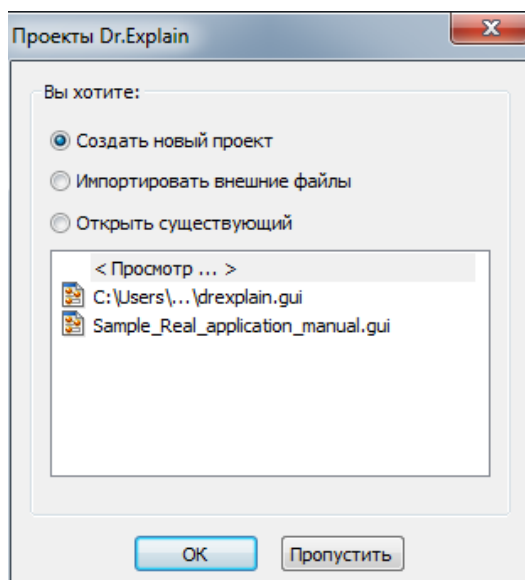 Проекты Dr.Explain
Вы хотите:
Создать новый проект
Импортировать внешние файлы
Открыть существующий
< Просмотр ... >
C:\Users\...\drexplain.gui
Sample_Real_application_manual.gui
ОК
Пропустить